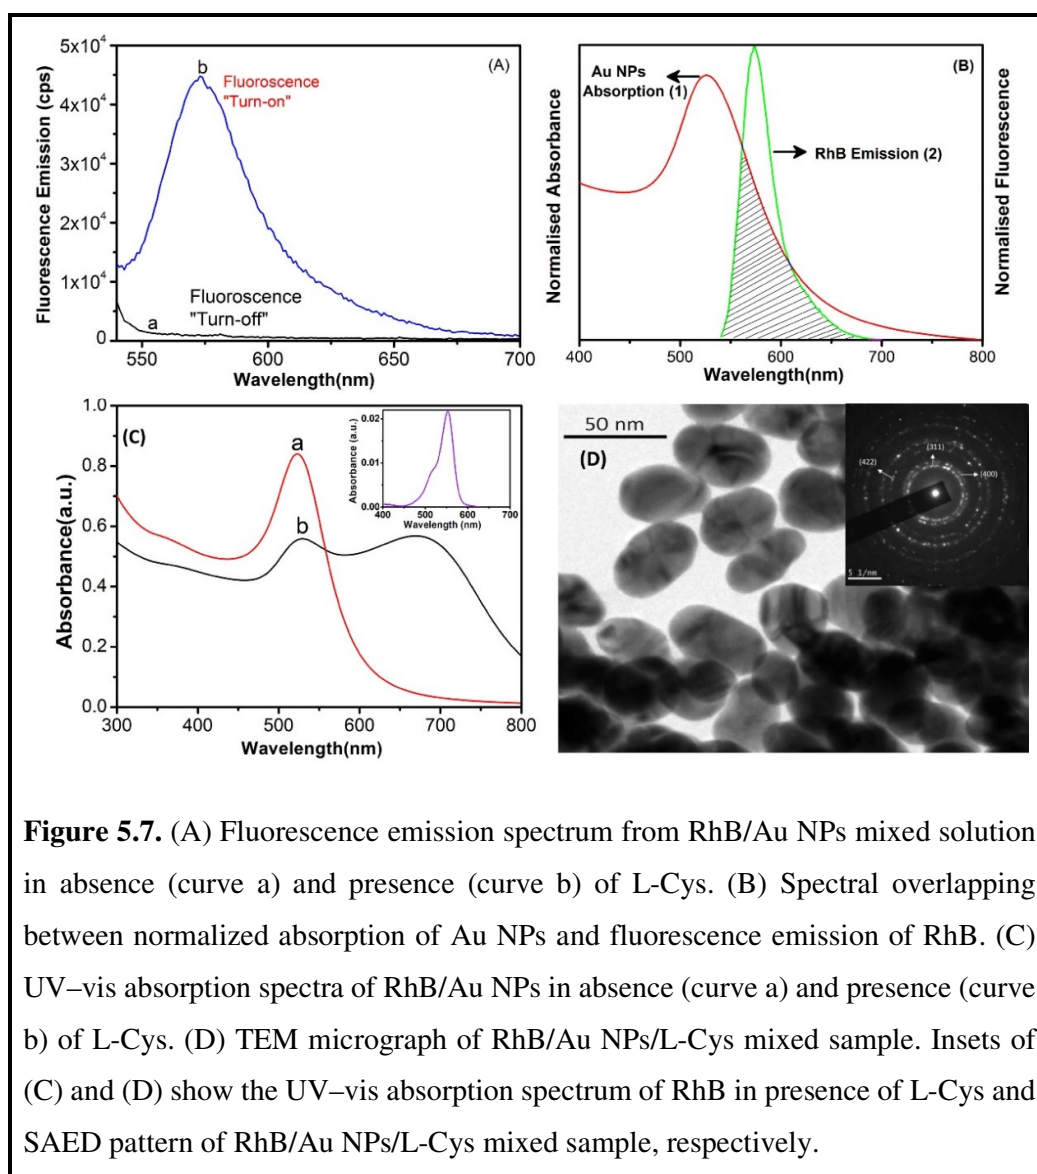 5x10⁴
4x10⁴
3x10⁴
2x10⁴
1x10⁴
0
550
600
650
700
Wavelength(nm)
Fluorescence Emission (cps)
(A)
b
Fluoroscence
"Turn-on"
Fluoroscence
"Turn-off"
a
(B)
Au NPs
Absorption (1)
RhB Emission (2)
Normalised Absorbance
Normalised Fluorescence
400
500
600
700
800
Wavelength(nm)
1.0
0.8
0.6
0.4
0.2
0.0
Absorbance(a.u.)
(C)
a
b
300
400
500
600
700
800
Wavelength(nm)
0.02
0.01
0.00
Absorbance (a.u.)
400
500
600
700
Wavelength (nm)
50 nm
(D)
(422)
(311)
(400)
5 1/nm
Figure 5.7. (A) Fluorescence emission spectrum from RhB/Au NPs mixed solution
in absence (curve a) and presence (curve b) of L-Cys. (B) Spectral overlapping
between normalized absorption of Au NPs and fluorescence emission of RhB. (C)
UV–vis absorption spectra of RhB/Au NPs in absence (curve a) and presence (curve
b) of L-Cys. (D) TEM micrograph of RhB/Au NPs/L-Cys mixed sample. Insets of
(C) and (D) show the UV–vis absorption spectrum of RhB in presence of L-Cys and
SAED pattern of RhB/Au NPs/L-Cys mixed sample, respectively.